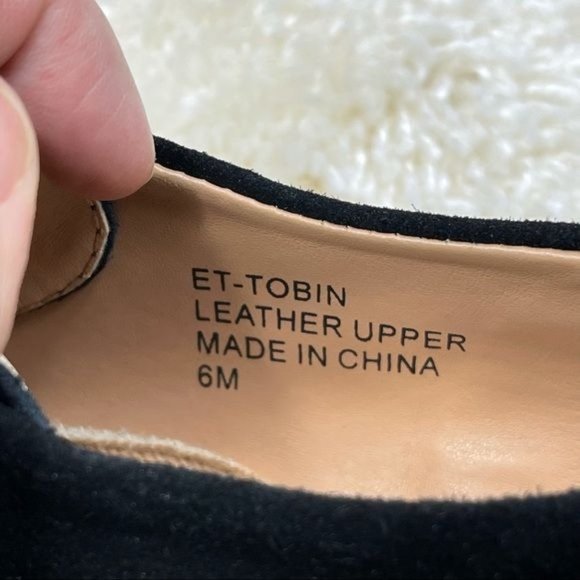 ET-TOBIN
LEATHER UPPER
MADE IN CHINA
6M